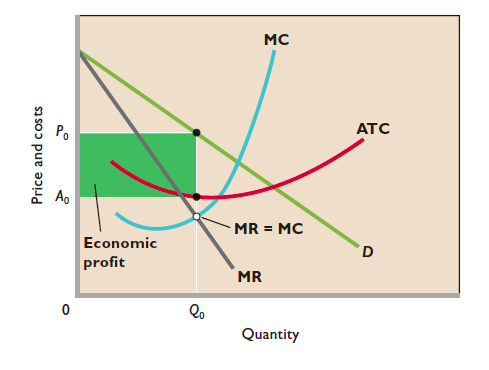 MC
Price and costs
P0
ATC
A0
MR = MC
Economic
profit
D
MR
0
Q0
Quantity